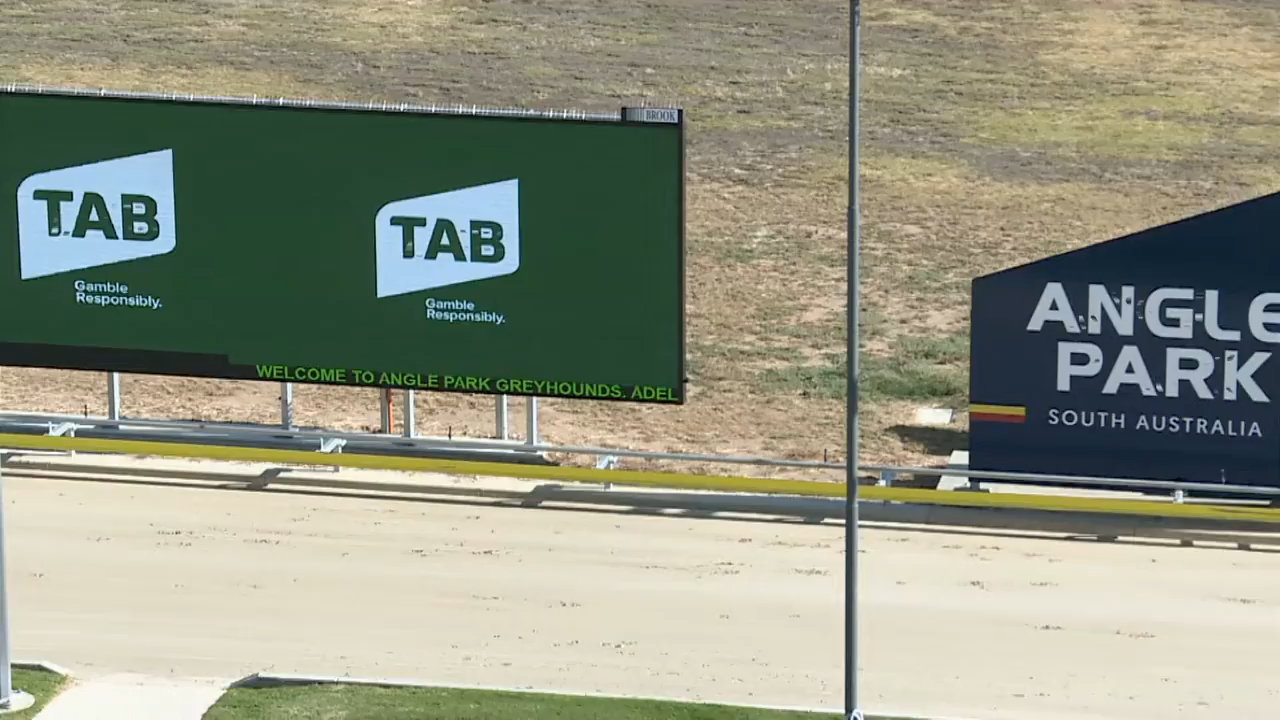 BROOK
TAB
Gamble
Responsibly.
TAB
Gamble
Responsibly.
WELCOME TO ANGLE PARK GREYHOUNDS. ADEL
ANGLE
PARK
SOUTH AUSTRALIA